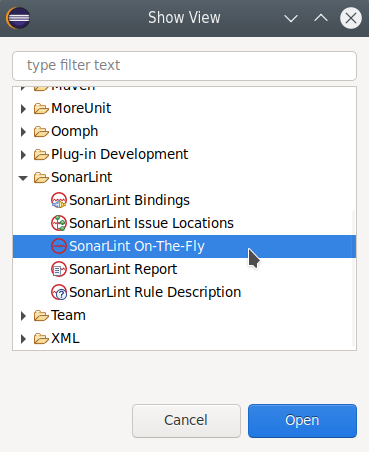 Show View
type filter text
Maven
MoreUnit
Oomph
Plug-in Development
SonarLint
SonarLint Bindings
SonarLint Issue Locations
SonarLint On-The-Fly
SonarLint Report
SonarLint Rule Description
Team
XML
Cancel
Open